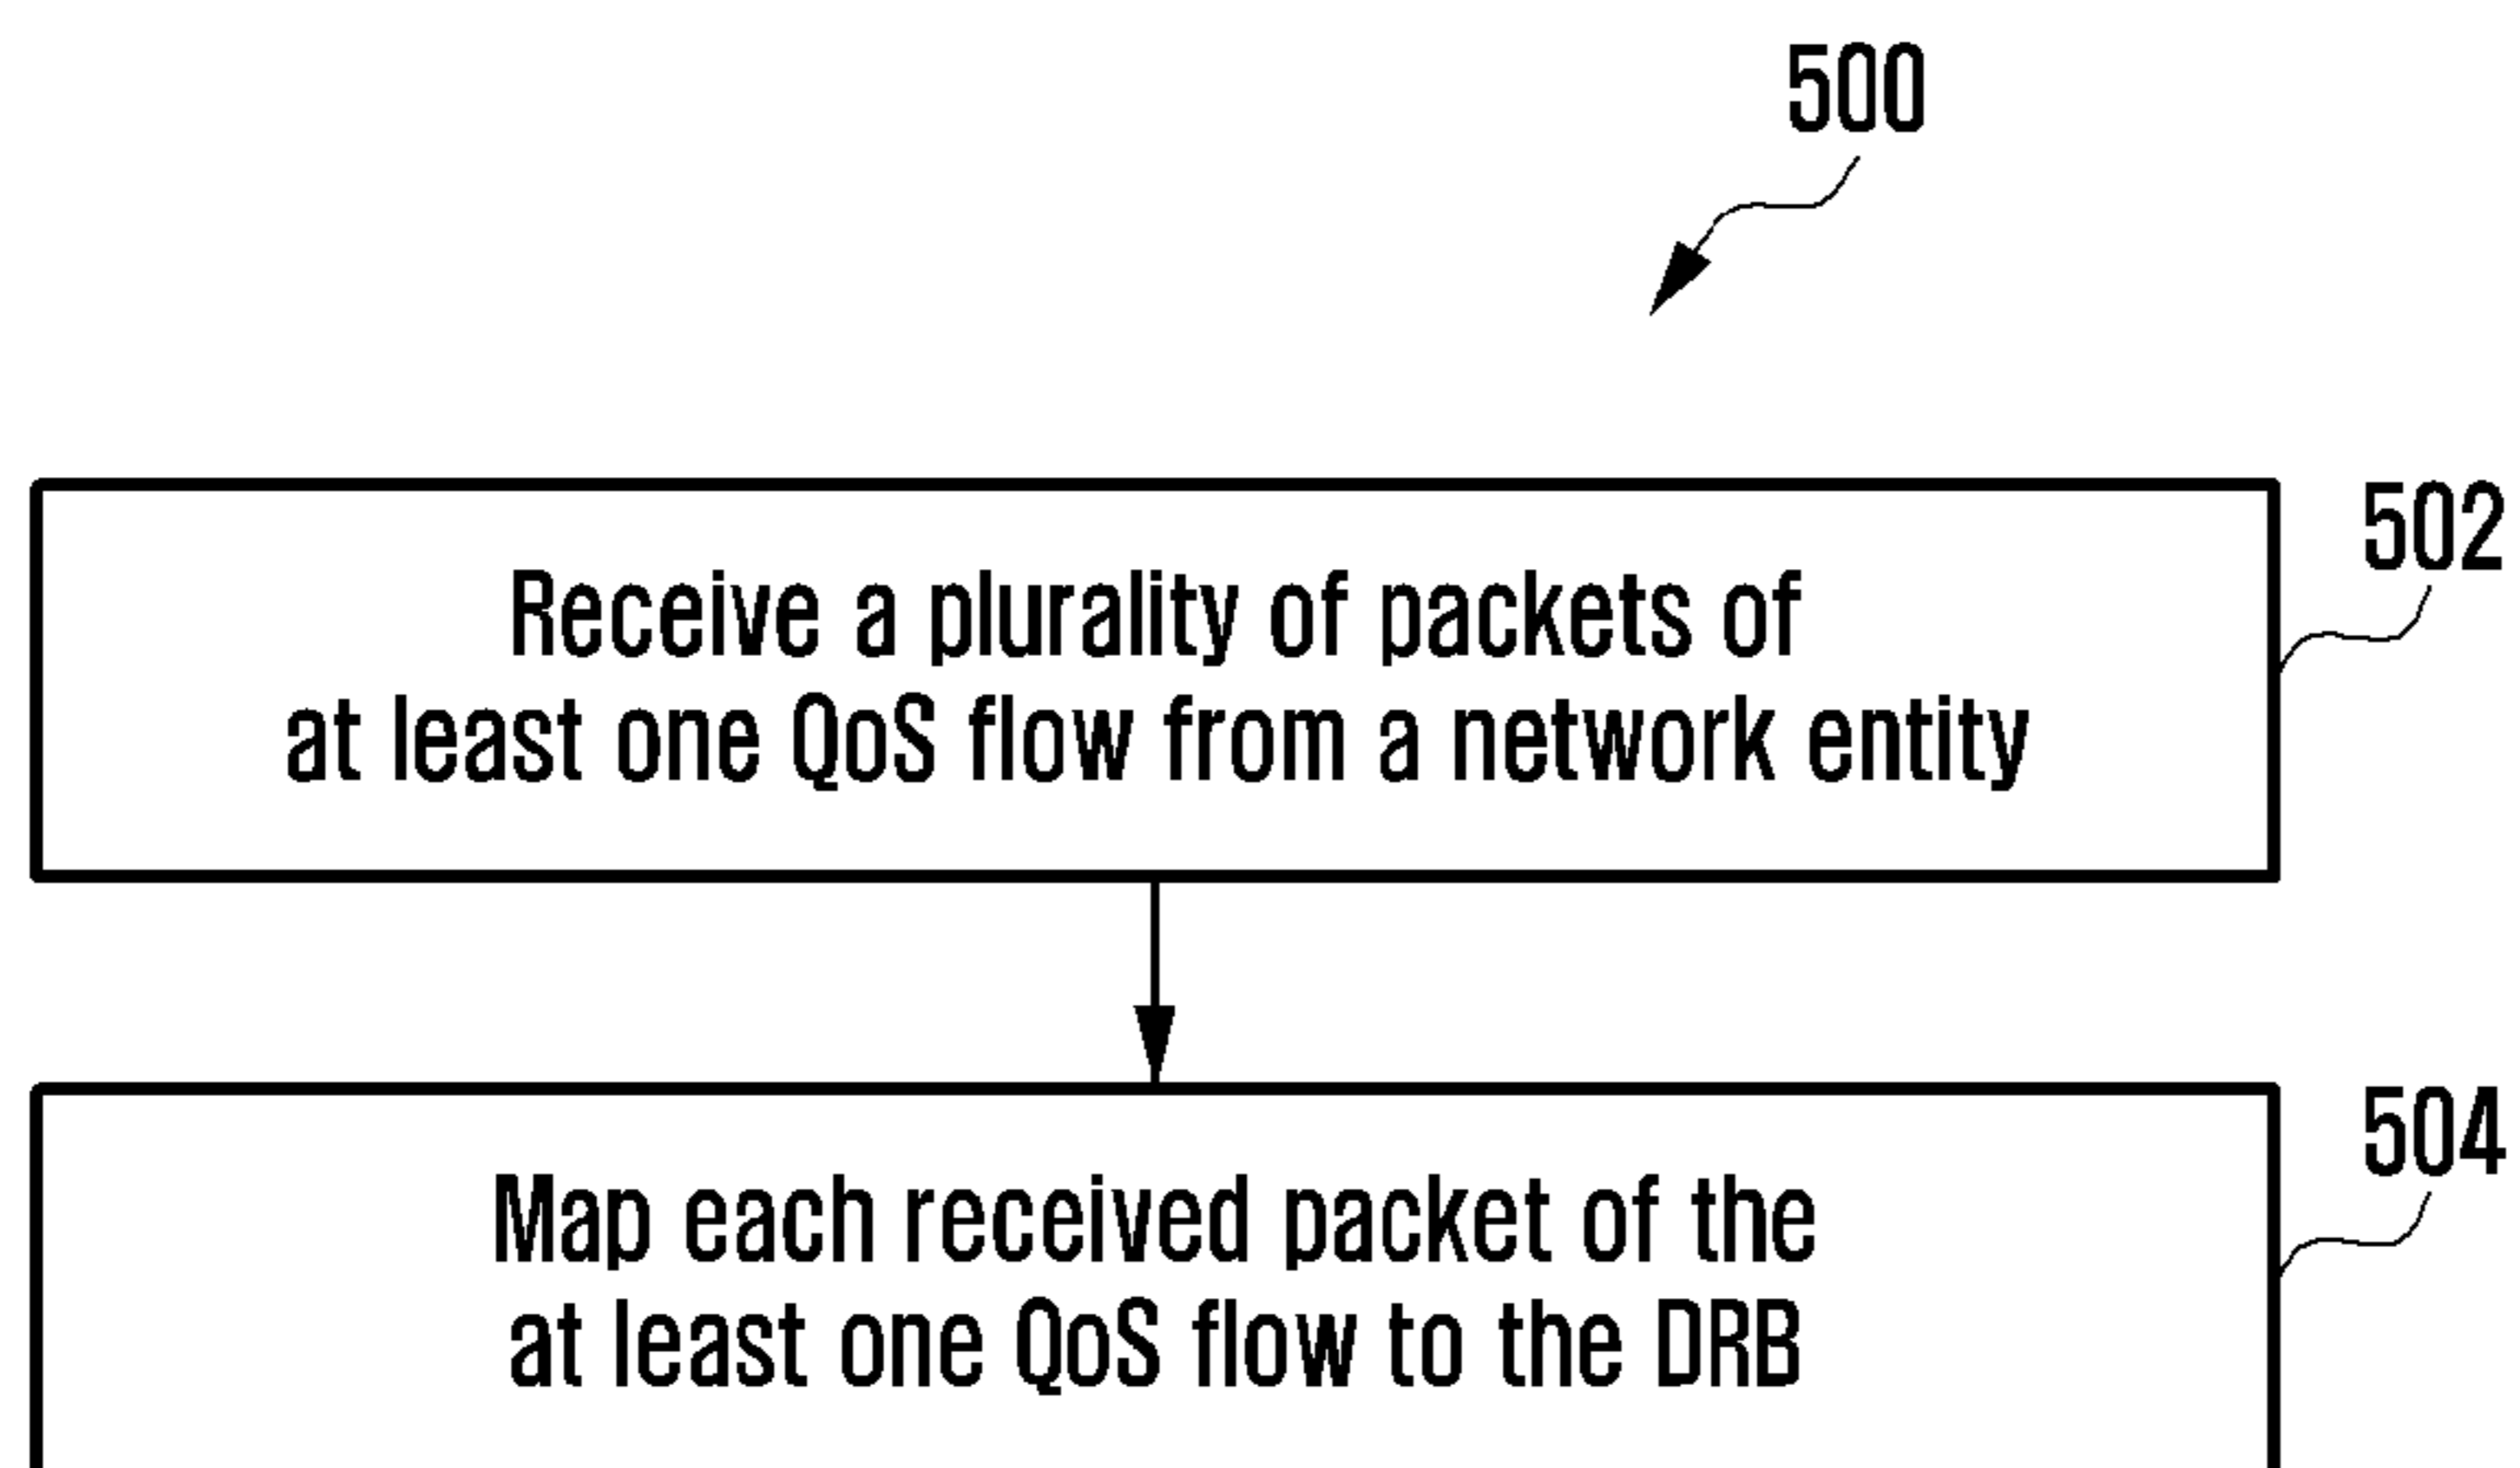 500
502
Receive a plurality of packets of
at least one QoS flow from a network entity
504
Map each received packet of the
at least one QoS flow to the DRB